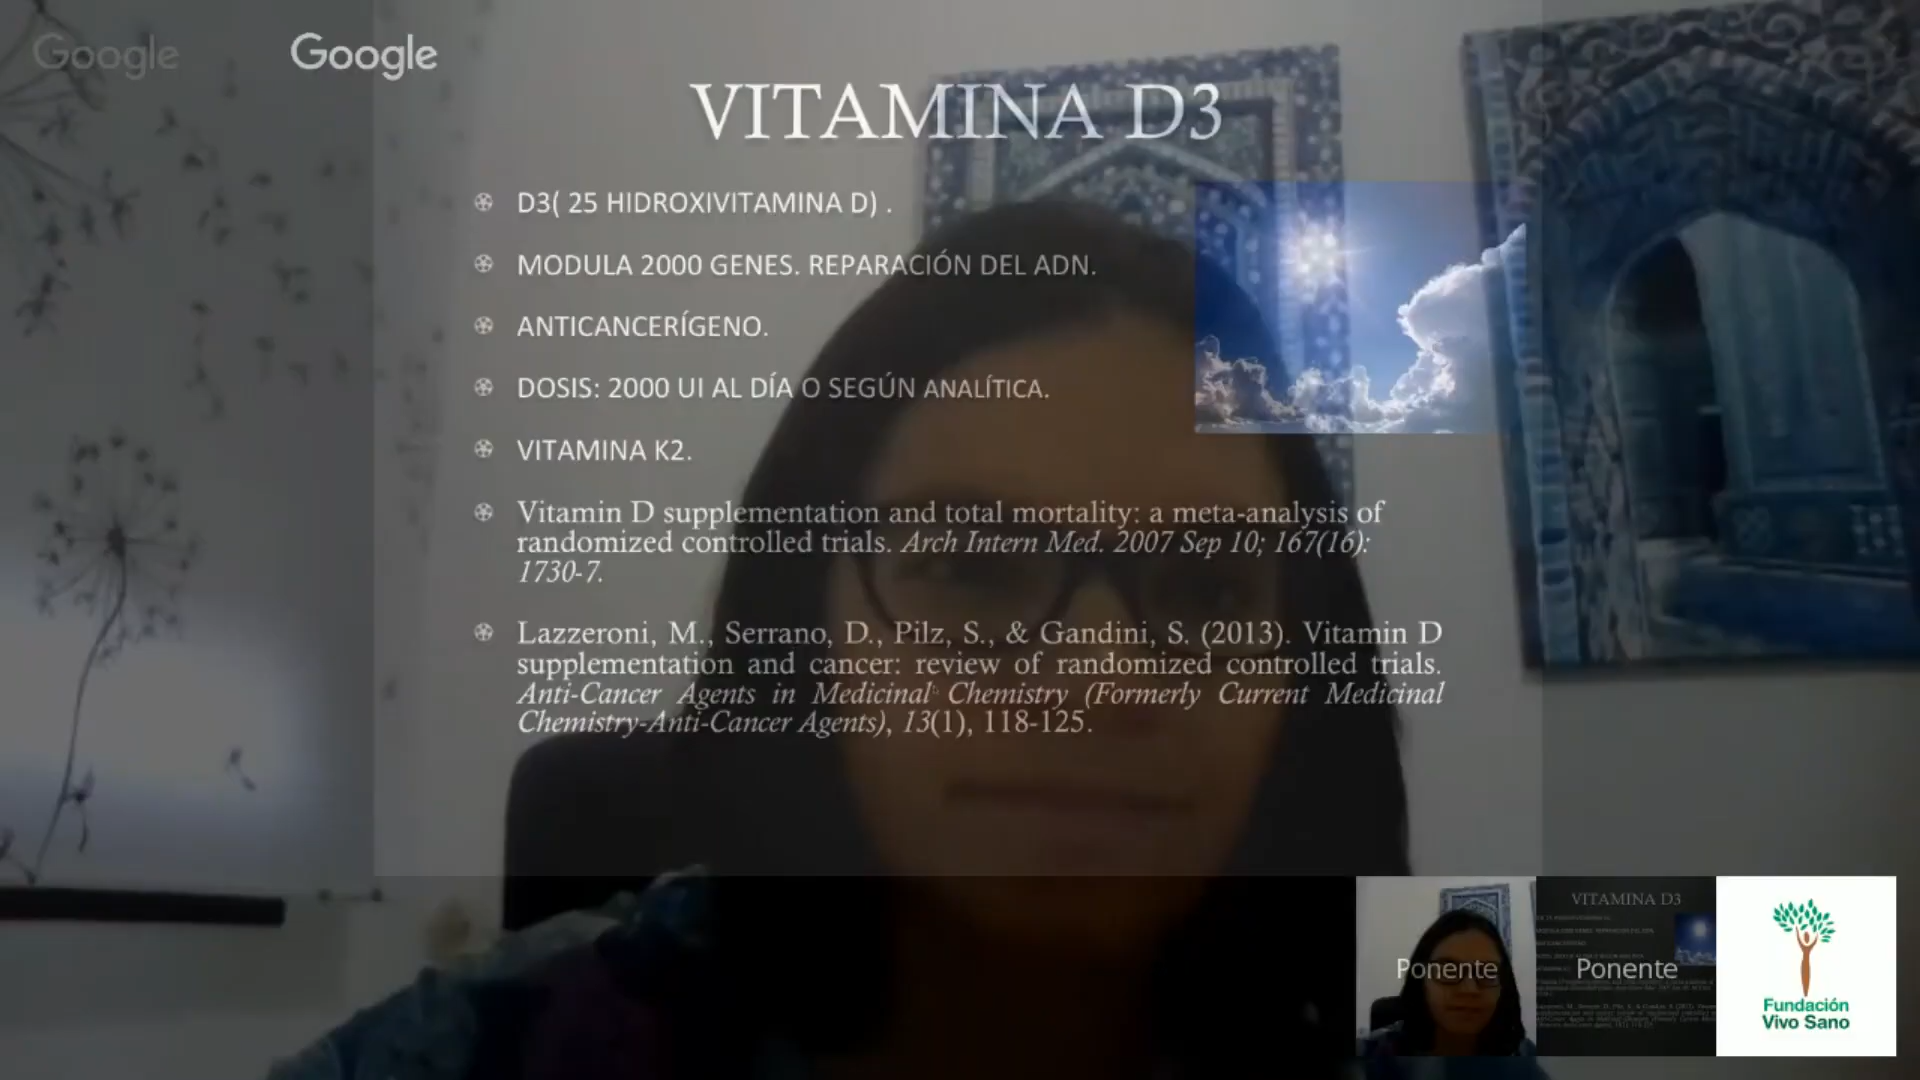 Google Google
VITAMINA D3
D3( 25 HIDROXIVITAMINA D) .
MODULA 2000 GENES. REPARACIÓN DEL ADN.
ANTICANCERÍGENO.
DOSIS: 2000 UI AL DÍA O SEGÚN ANALÍTICA.
VITAMINA K2.
Vitamin D supplementation and total mortality: a meta-analysis of
randomized controlled trials. Arch Intern Med. 2007 Sep 10; 167(16):
1730-7.
Lazzeroni, M., Serrano, D., Pilz, S., & Gandini, S. (2013). Vitamin D
supplementation and cancer: review of randomized controlled trials.
Anti-Cancer Agents in Medicinal Chemistry (Formerly Current Medicinal
Chemistry-Anti-Cancer Agents), 13(1), 118-125.
Ponente
VITAMINA D3
Ponente
Fundación
Vivo Sano